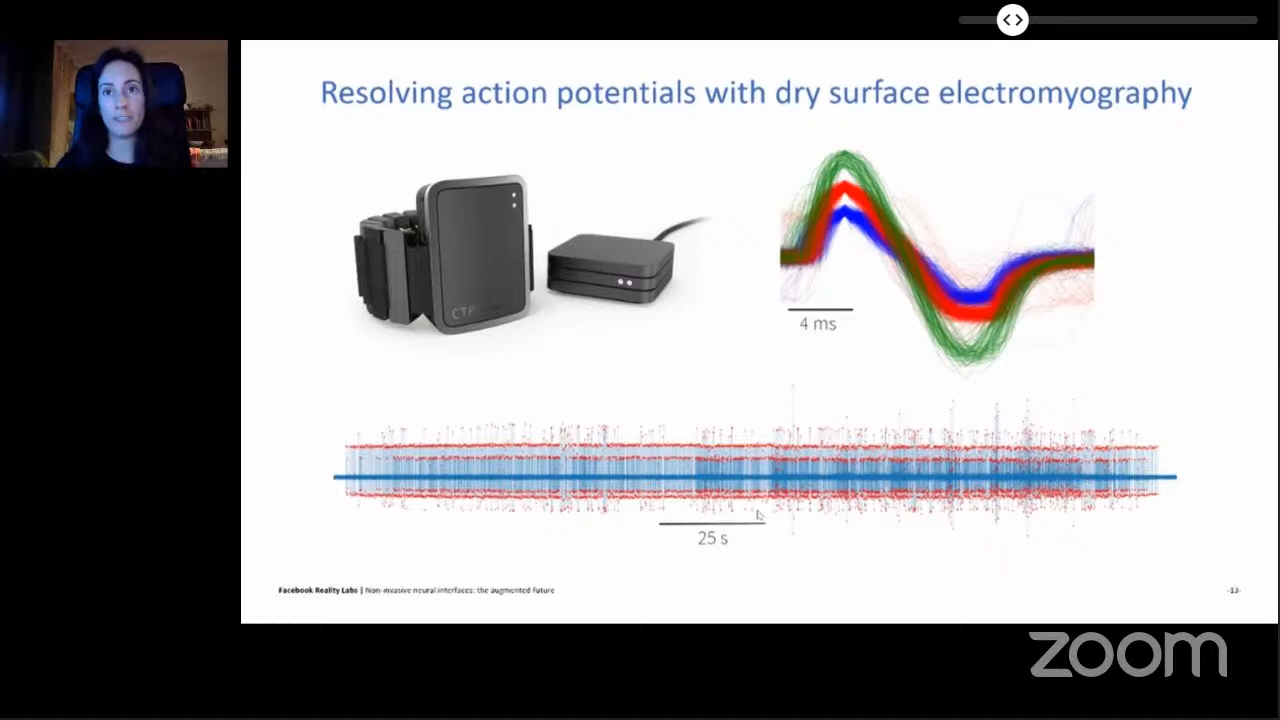 Resolving action potentials with dry surface electromyography
4 ms
25 s
Facebook Reality Labs | Non-invasive neural interfaces: the augmented future
-13-
zoom